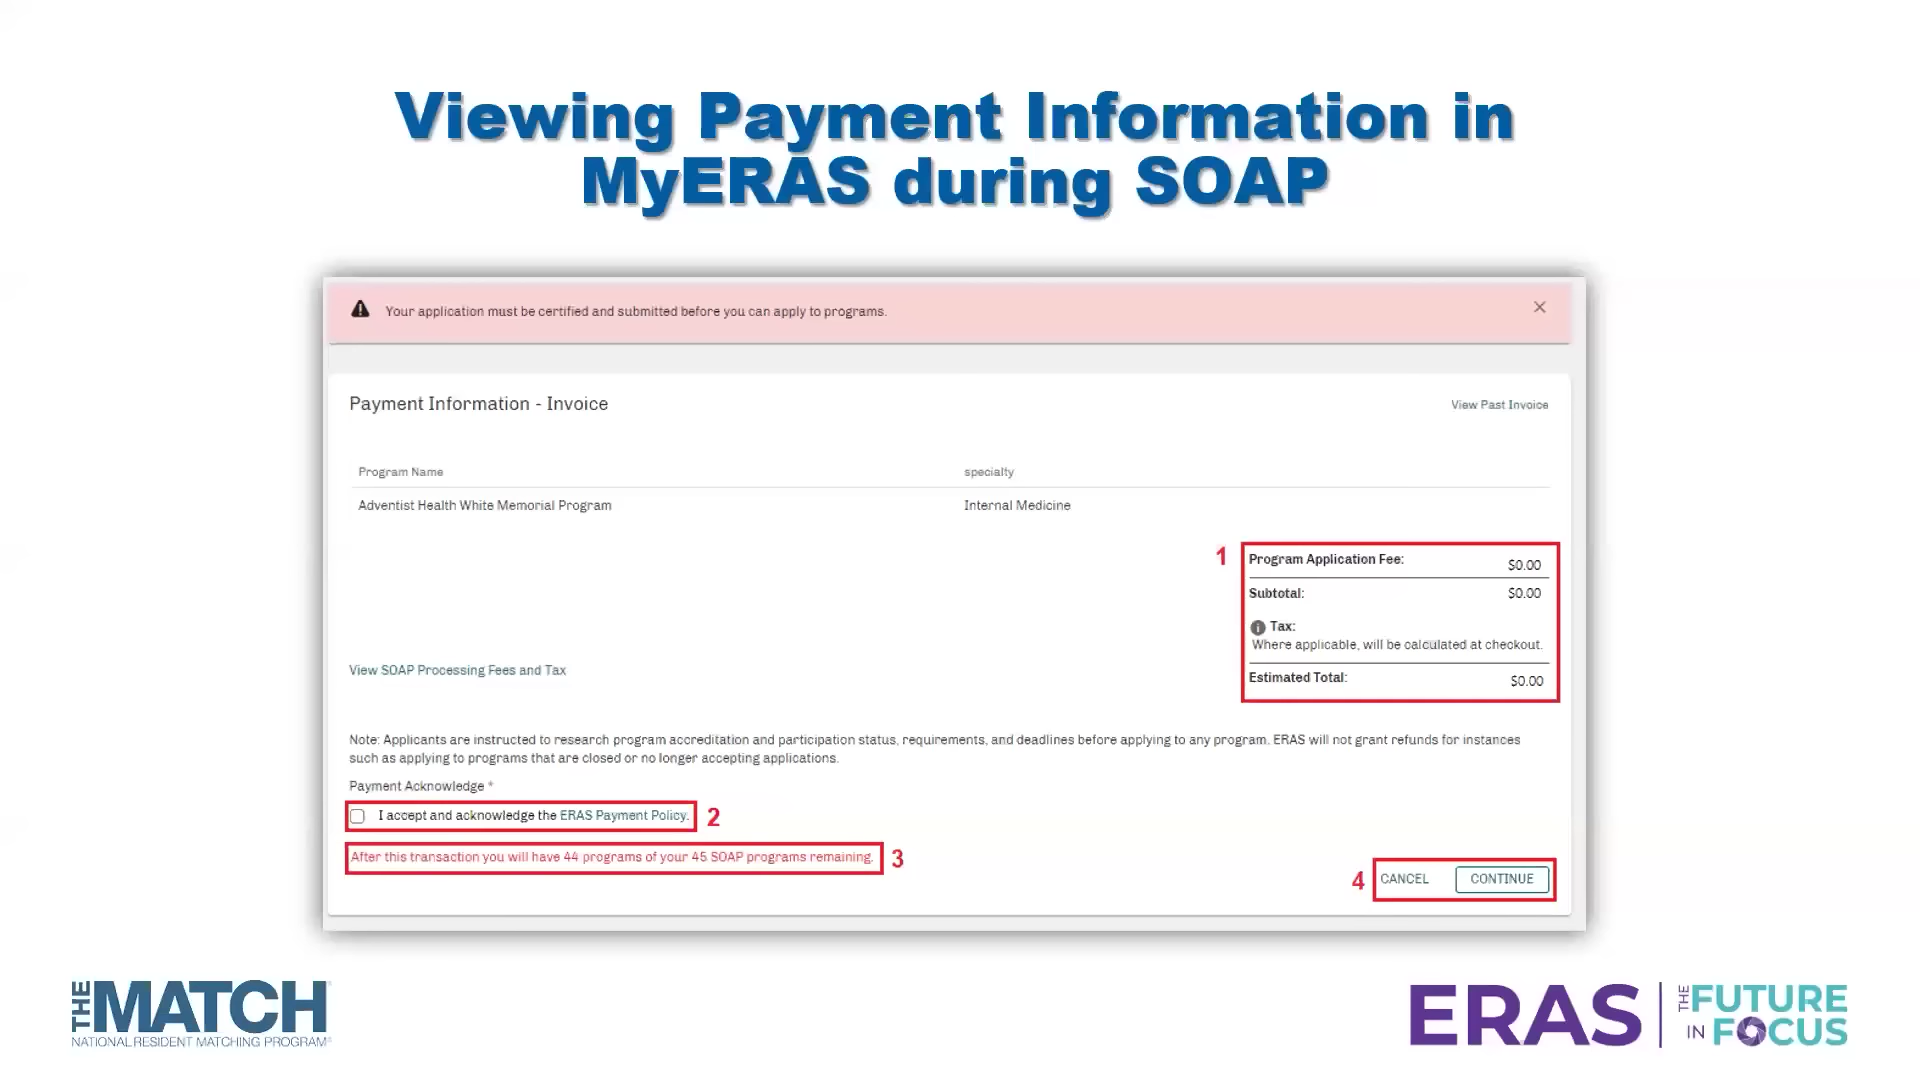 Viewing Payment Information in
MyERAS during SOAP
Your application must be certified and submitted before you can apply to programs.
Payment Information - Invoice
View Past Invoice
Program Name
specialty
Adventist Health White Memorial Program
Internal Medicine
1
Program Application Fee:
$0.00
Subtotal:
$0.00
Tax:
Where applicable, will be calculated at checkout.
Estimated Total:
$0.00
View SOAP Processing Fees and Tax
Note: Applicants are instructed to research program accreditation and participation status, requirements, and deadlines before applying to any program. ERAS will not grant refunds for instances
such as applying to programs that are closed or no longer accepting applications.
Payment Acknowledge *
I accept and acknowledge the ERAS Payment Policy.
2
After this transaction you will have 44 programs of your 45 SOAP programs remaining.
3
4
CANCEL
CONTINUE
THE MATCH
NATIONAL RESIDENT MATCHING PROGRAM®
ERAS
THE FUTURE
IN FOCUS